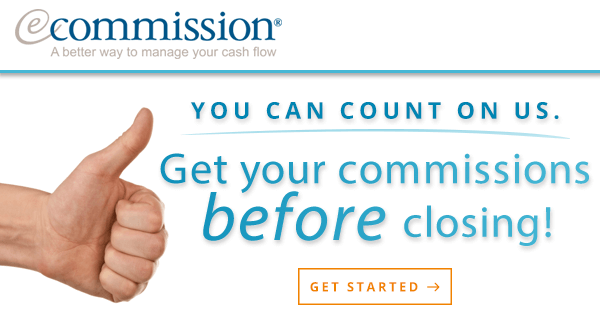 ecommission®
A better way to manage your cash flow
YOU CAN COUNT ON US.
Get your commissions
before closing!
GET STARTED →